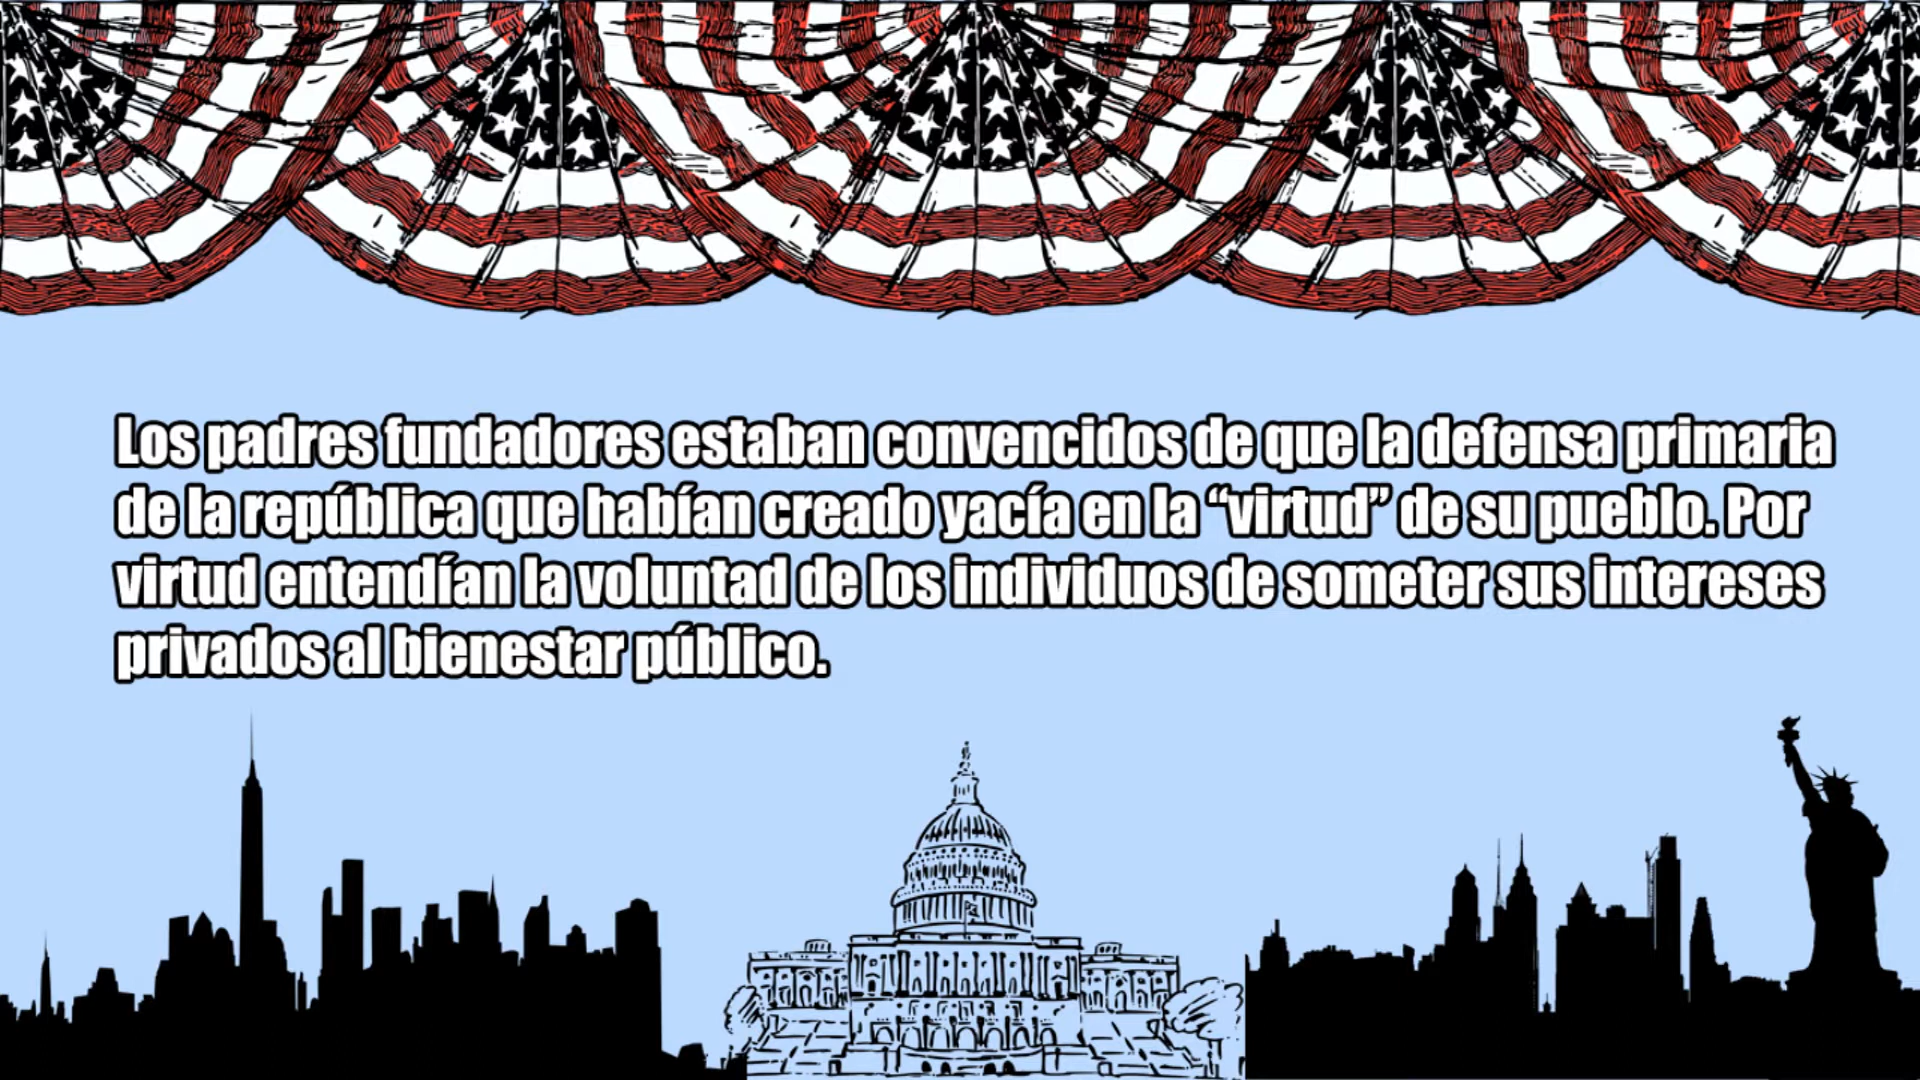 Los padres fundadores estaban convencidos de que la defensa primaria
de la república que habían creado yacía en la “virtud” de su pueblo. Por
virtud entendían la voluntad de los individuos de someter sus intereses
privados al bienestar público.